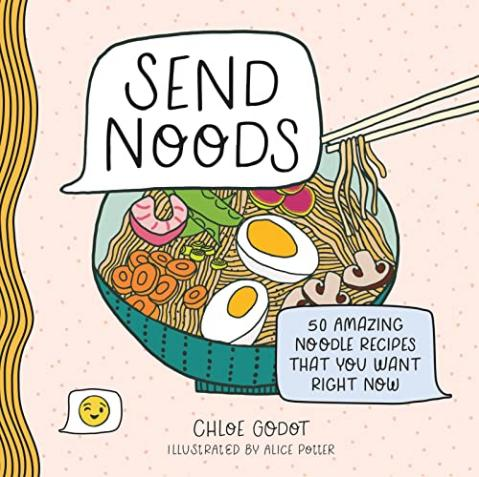 SEND
NOODS
50 AMAZING
NOODLE RECIPES
THAT YOU WANT
RIGHT NOW
CHLOE GODOT
ILLUSTRATED BY ALICE POTTER